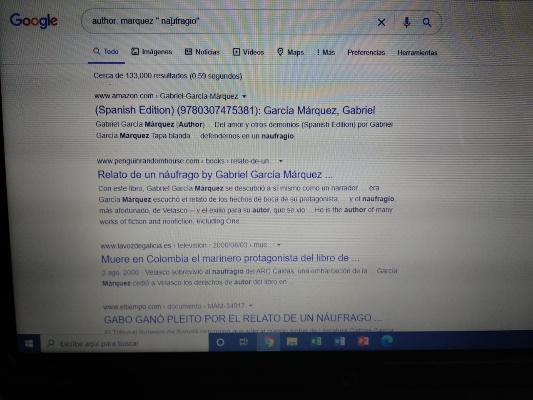 Google
author: marquez " naufragio"
Todo Imágenes Noticias Videos Maps Más Preferencias Herramientas
Cerca de 133,000 resultados (0.59 segundos)
www.amazon.com › Gabriel-García-Márquez
(Spanish Edition) (9780307475381): García Márquez, Gabriel
Gabriel García Márquez (Author) ... Del amor y otros demonios (Spanish Edition) por Gabriel
García Márquez Tapa blanda ... defendernos en un naufragio.
www.penguinrandomhouse.com › books › relato-de-un...
Relato de un náufrago by Gabriel García Márquez ...
Con este libro, Gabriel García Márquez se descubrió a sí mismo como un narrador ... era
García Marquez escuchó el relato de los hechos de boca de su protagonista, ... y el naufragio,
más afortunado, de Velasco— y el exilio para su autor, que se vio ... He is the author of many
works of fiction and nonfiction, including One ...
www.lavozdegalicia.es › television › 2000/08/03 › mue...
Muere en Colombia el marinero protagonista del libro de ...
3 ago. 2000 - Velasco sobrevivió al naufragio del ARC Caldas, una embarcación de la ... García
Márquez cedió a Velasco los derechos de autor del libro en ...
www.eltiempo.com › documento › MAM-34917
GABO GANÓ PLEITO POR EL RELATO DE UN NÁUFRAGO ...
Escribe aquí para buscar